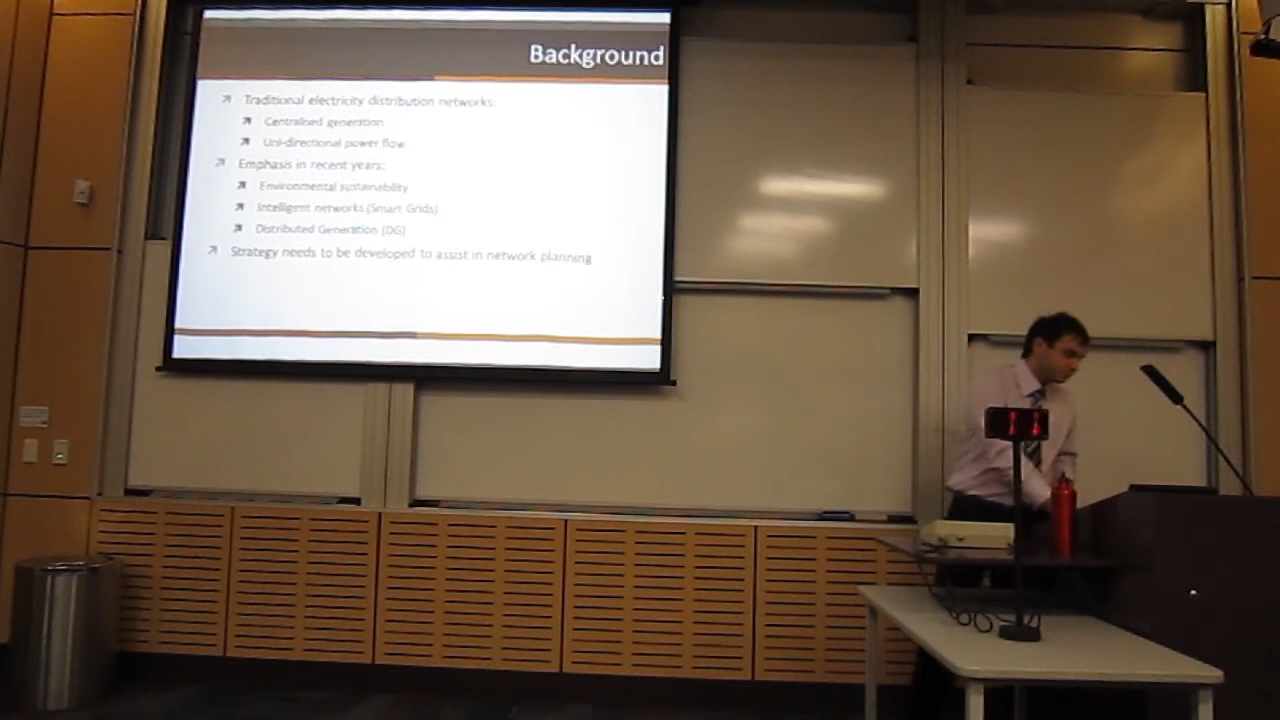 Background
Traditional electricity distribution networks:
Centralised generation
Uni-directional power flow
Emphasis in recent years:
Environmental sustainability
Intelligent networks (Smart Grids)
Distributed Generation (DG)
Strategy needs to be developed to assist in network planning